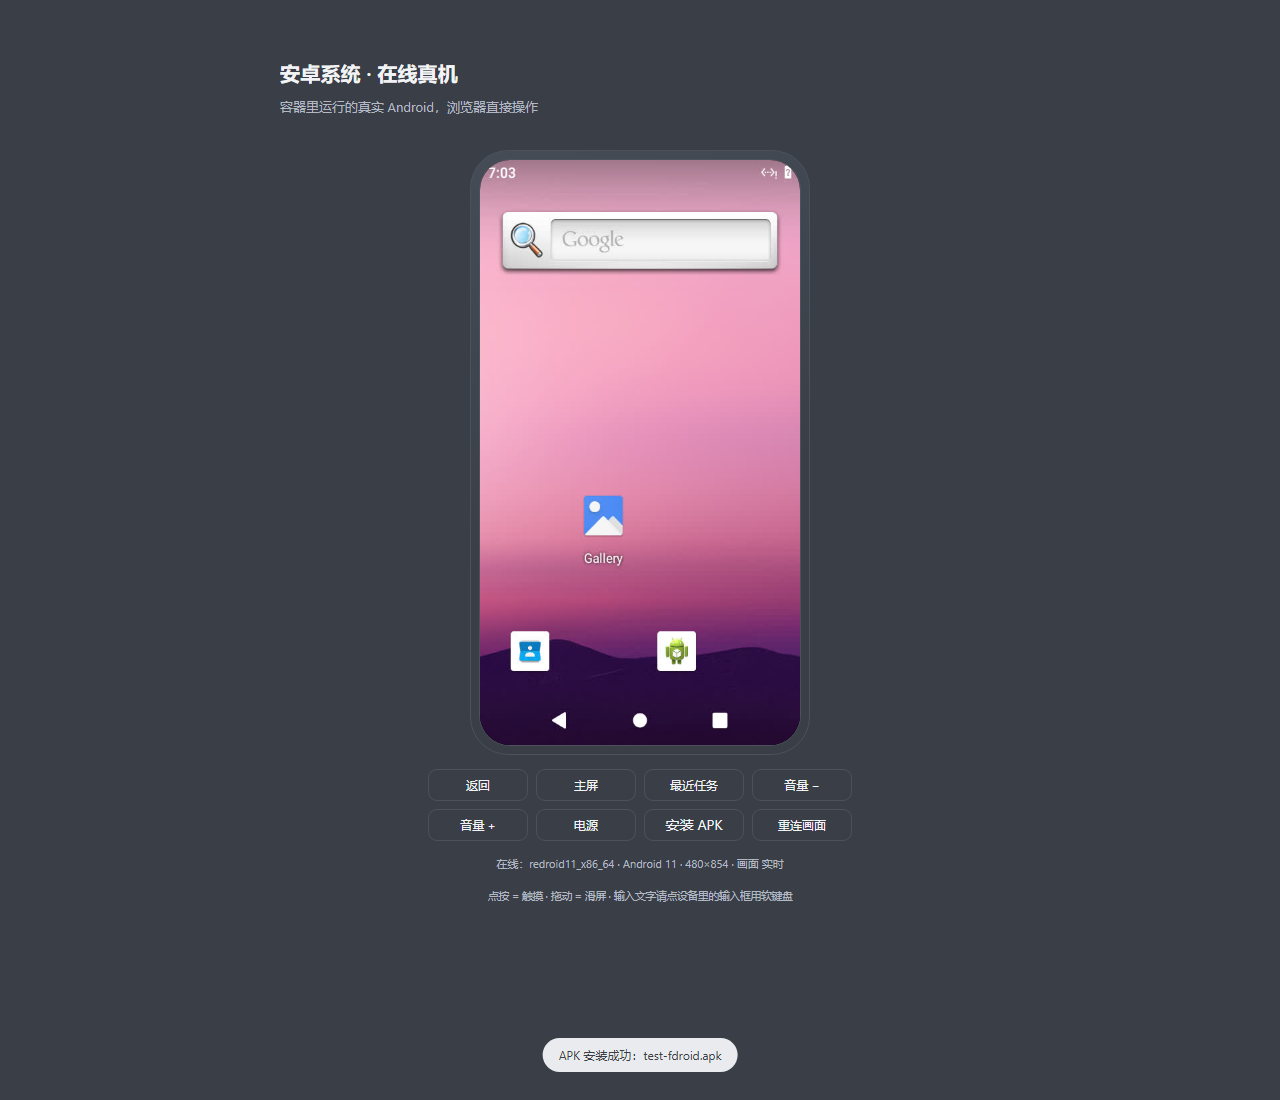 安卓系统 · 在线真机
容器里运行的真实 Android，浏览器直接操作
7:03
Google
Gallery
返回
主屏
最近任务
音量 −
音量 +
电源
安装 APK
重连画面
在线：redroid11_x86_64 · Android 11 · 480×854 · 画面 实时
点按 = 触摸 · 拖动 = 滑屏 · 输入文字请点设备里的输入框用软键盘
APK 安装成功：test-fdroid.apk